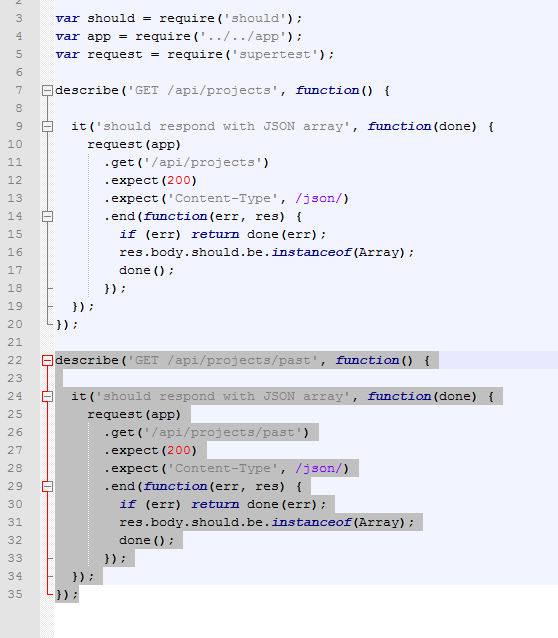 2
3 var should = require('should');
4 var app = require('../../app');
5 var request = require('supertest');
6
7 describe('GET /api/projects', function() {
8
9   it('should respond with JSON array', function(done) {
10     request(app)
11       .get('/api/projects')
12       .expect(200)
13       .expect('Content-Type', /json/)
14       .end(function(err, res) {
15         if (err) return done(err);
16         res.body.should.be.instanceof(Array);
17         done();
18       });
19   });
20 });
21
22 describe('GET /api/projects/past', function() {
23
24   it('should respond with JSON array', function(done) {
25     request(app)
26       .get('/api/projects/past')
27       .expect(200)
28       .expect('Content-Type', /json/)
29       .end(function(err, res) {
30         if (err) return done(err);
31         res.body.should.be.instanceof(Array);
32         done();
33       });
34   });
35 });